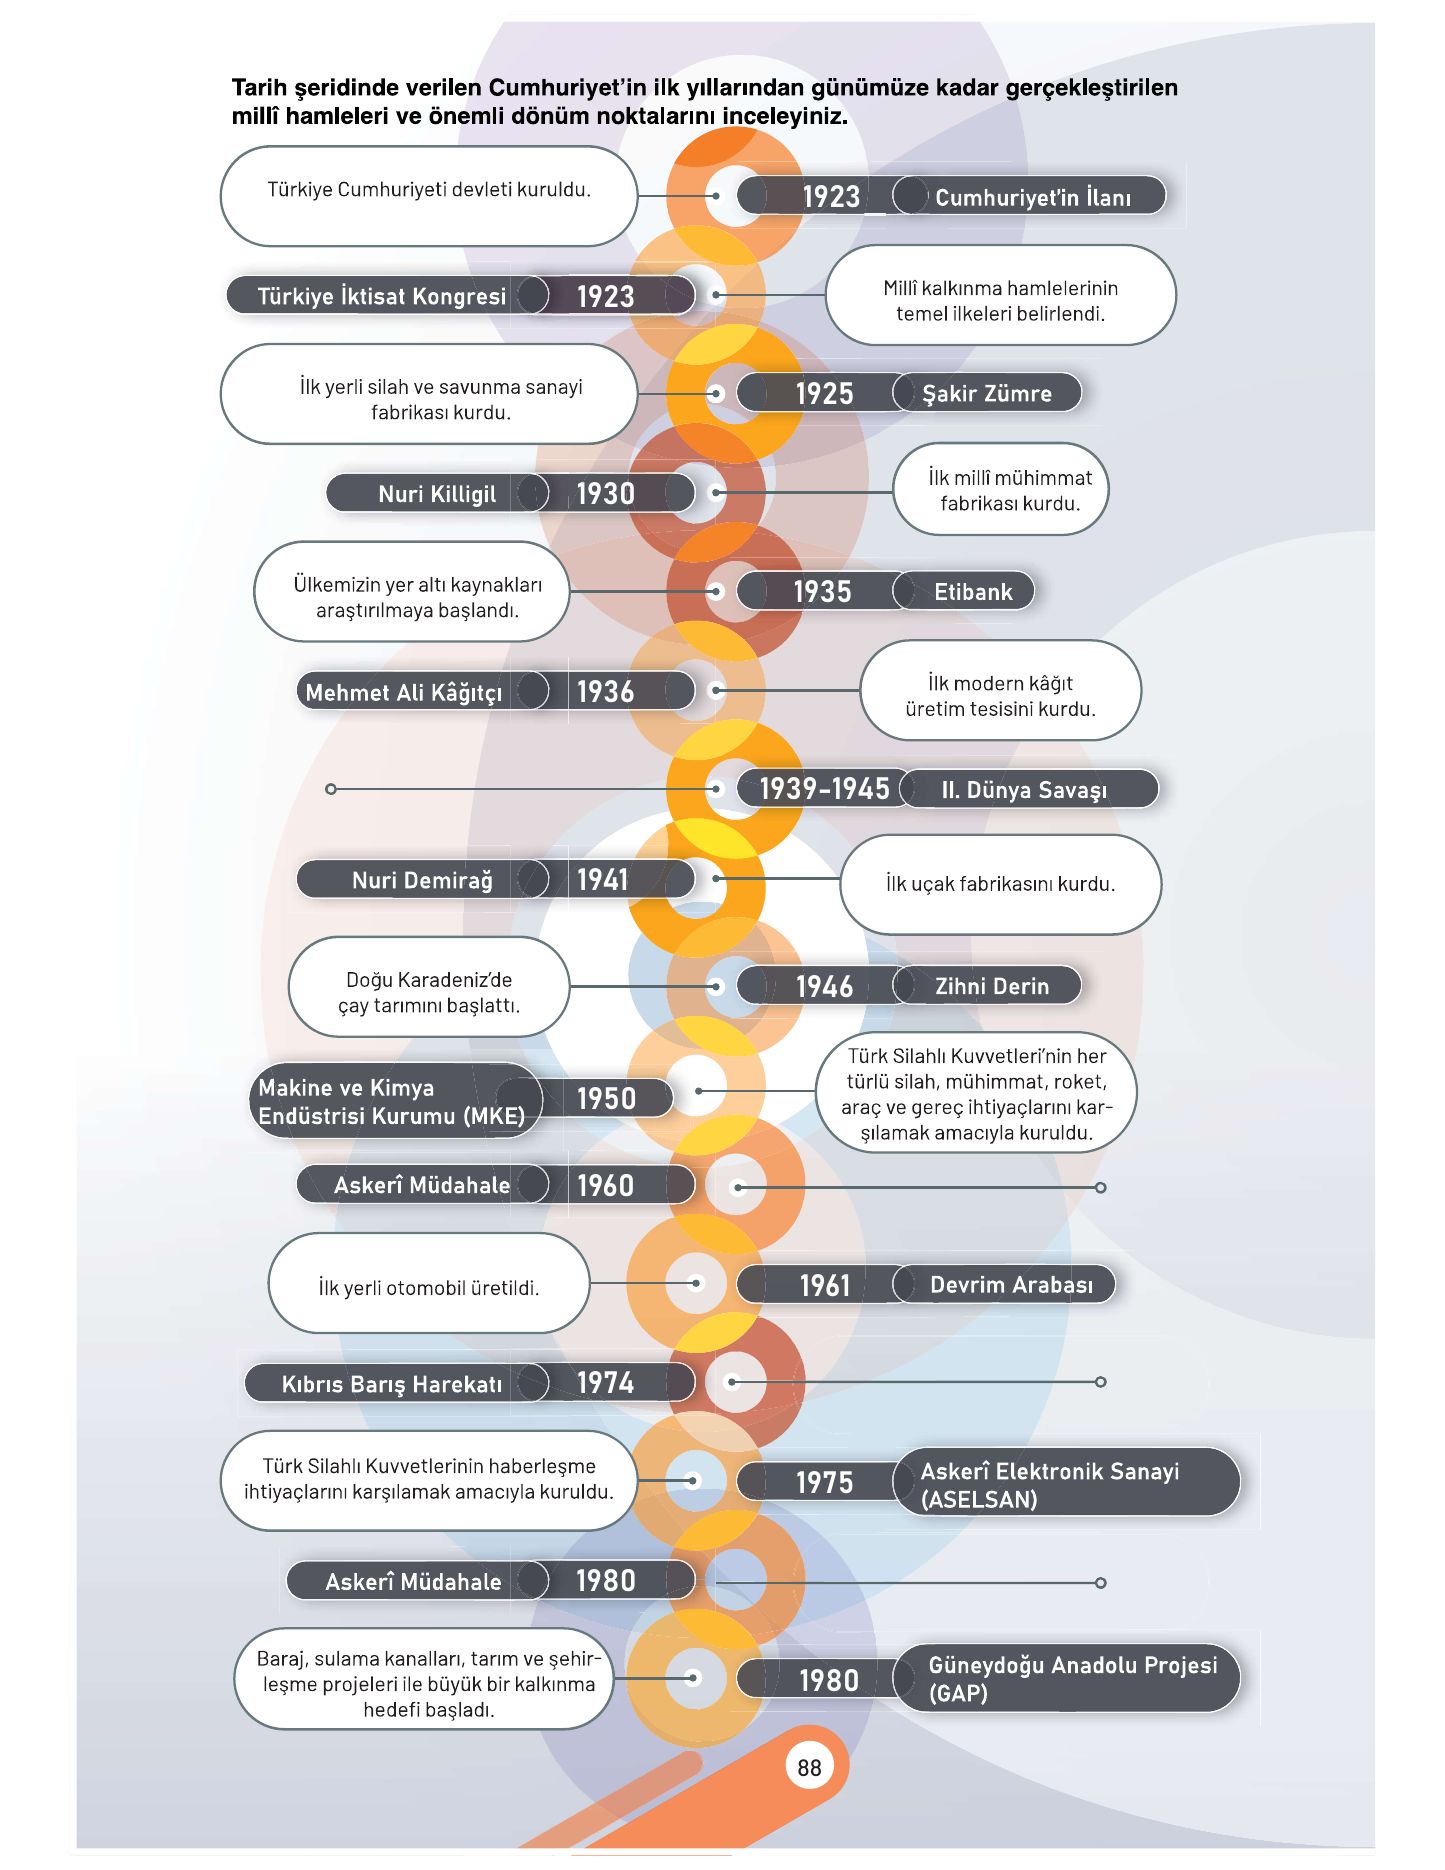 Tarih şeridinde verilen Cumhuriyet’in ilk yıllarından günümüze kadar gerçekleştirilen
millî hamleleri ve önemli dönüm noktalarını inceleyiniz.
Türkiye Cumhuriyeti devleti kuruldu.
1923
Cumhuriyet’in İlanı
Türkiye İktisat Kongresi
1923
Millî kalkınma hamlelerinin
temel ilkeleri belirlendi.
İlk yerli silah ve savunma sanayi
fabrikası kurdu.
1925
Şakir Zümre
Nuri Killigil
1930
İlk millî mühimmat
fabrikası kurdu.
Ülkemizin yer altı kaynakları
araştırılmaya başlandı.
1935
Etibank
Mehmet Ali Kâğıtçı
1936
İlk modern kâğıt
üretim tesisini kurdu.
1939-1945
II. Dünya Savaşı
Nuri Demirağ
1941
İlk uçak fabrikasını kurdu.
Doğu Karadeniz’de
çay tarımını başlattı.
1946
Zihni Derin
Makine ve Kimya
Endüstrisi Kurumu (MKE)
1950
Türk Silahlı Kuvvetleri’nin her
türlü silah, mühimmat, roket,
araç ve gereç ihtiyaçlarını kar-
şılamak amacıyla kuruldu.
Askerî Müdahale
1960
İlk yerli otomobil üretildi.
1961
Devrim Arabası
Kıbrıs Barış Harekatı
1974
Türk Silahlı Kuvvetlerinin haberleşme
ihtiyaçlarını karşılamak amacıyla kuruldu.
1975
Askerî Elektronik Sanayi
(ASELSAN)
Askerî Müdahale
1980
Baraj, sulama kanalları, tarım ve şehir-
leşme projeleri ile büyük bir kalkınma
hedefi başladı.
1980
Güneydoğu Anadolu Projesi
(GAP)
88